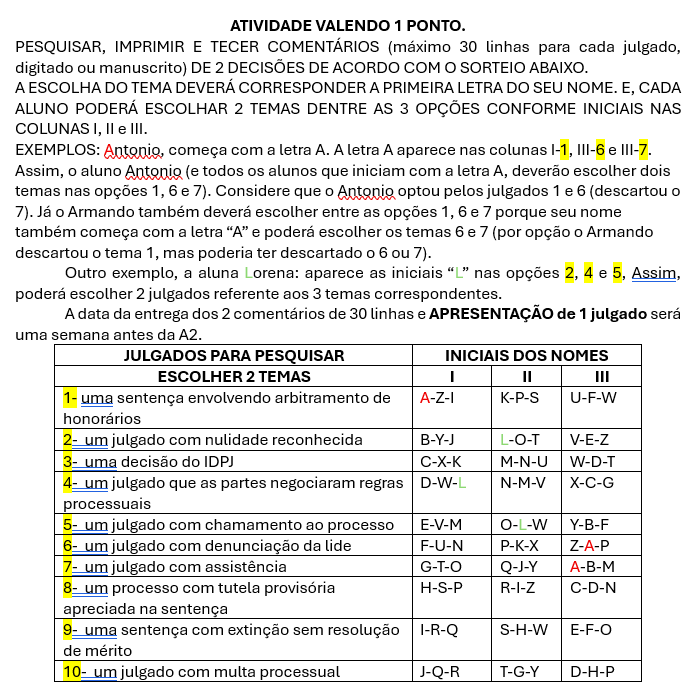 ATIVIDADE VALENDO 1 PONTO.
PESQUISAR, IMPRIMIR E TECER COMENTÁRIOS (máximo 30 linhas para cada julgado,
digitado ou manuscrito) DE 2 DECISÕES DE ACORDO COM O SORTEIO ABAIXO.
A ESCOLHA DO TEMA DEVERÁ CORRESPONDER A PRIMEIRA LETRA DO SEU NOME. E, CADA
ALUNO PODERÁ ESCOLHER 2 TEMAS DENTRE AS 3 OPÇÕES CONFORME INICIAIS NAS
COLUNAS I, II e III.
EXEMPLOS: Antonio, começa com a letra A. A letra A aparece nas colunas I-1, III-6 e III-7.
Assim, o aluno Antonio (e todos os alunos que iniciam com a letra A, deverão escolher dois
temas nas opções 1, 6 e 7). Considere que o Antonio optou pelos julgados 1 e 6 (descartou o
7). Já o Armando também deverá escolher entre as opções 1, 6 e 7 porque seu nome
também começa com a letra “A” e poderá escolher os temas 6 e 7 (por opção o Armando
descartou o tema 1, mas poderia ter descartado o 6 ou 7).
Outro exemplo, a aluna Lorena: aparece as iniciais “L” nas opções 2, 4 e 5, Assim,
poderá escolher 2 julgados referente aos 3 temas correspondentes.
A data da entrega dos 2 comentários de 30 linhas e APRESENTAÇÃO de 1 julgado será
uma semana antes da A2.
JULGADOS PARA PESQUISAR INICIAIS DOS NOMES
ESCOLHER 2 TEMAS I II III
1- uma sentença envolvendo arbitramento de A-Z-I K-P-S U-F-W
honorários
2- um julgado com nulidade reconhecida B-Y-J L-O-T V-E-Z
3- uma decisão do IDPJ C-X-K M-N-U W-D-T
4- um julgado que as partes negociaram regras D-W-L N-M-V X-C-G
processuais
5- um julgado com chamamento ao processo E-V-M O-L-W Y-B-F
6- um julgado com denunciação da lide F-U-N P-K-X Z-A-P
7- um julgado com assistência G-T-O Q-J-Y A-B-M
8- um processo com tutela provisória H-S-P R-I-Z C-D-N
apreciada na sentença
9- uma sentença com extinção sem resolução I-R-Q S-H-W E-F-O
de mérito
10- um julgado com multa processual J-Q-R T-G-Y D-H-P